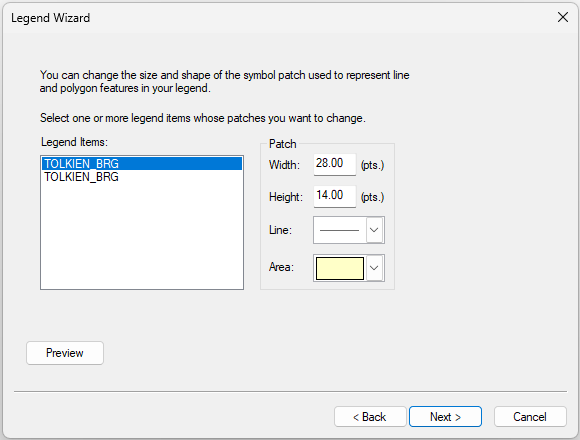 Legend Wizard
You can change the size and shape of the symbol patch used to represent line
and polygon features in your legend.
Select one or more legend items whose patches you want to change.
Legend Items:
TOLKIEN_BRG
TOLKIEN_BRG
Patch
Width: 28.00 (pts.)
Height: 14.00 (pts.)
Line:
Area:
Preview
< Back Next > Cancel